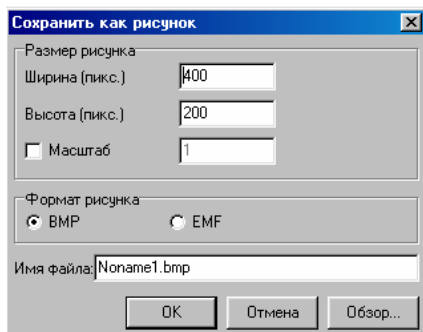 Сохранить как рисунок
Размер рисунка
Ширина (пикс.) 400
Высота (пикс.) 200
Масштаб 1
Формат рисунка
BMP EMF
Имя файла: Noname1.bmp
OK Отмена Обзор...